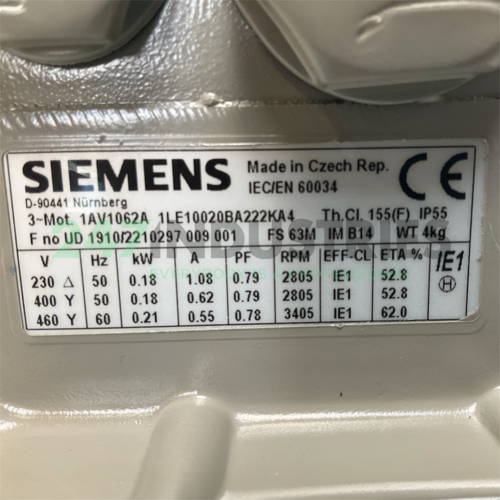 SIEMENS
Made in Czech Rep.
IEC/EN 60034
D-90441 Nürnberg
3~Mot. 1AV1062A 1LE10020BA222KA4 Th.Cl. 155(F) IP55
F no UD 1910/2210297 009 001 FS 63M IM B14 WT 4kg
V Hz kW A PF RPM EFF-CL ETA % IE1
230 Δ 50 0.18 1.08 0.79 2805 IE1 52.8
400 Y 50 0.18 0.62 0.79 2805 IE1 52.8
460 Y 60 0.21 0.55 0.78 3405 IE1 62.0
CE
H
247 INDUSTRIES